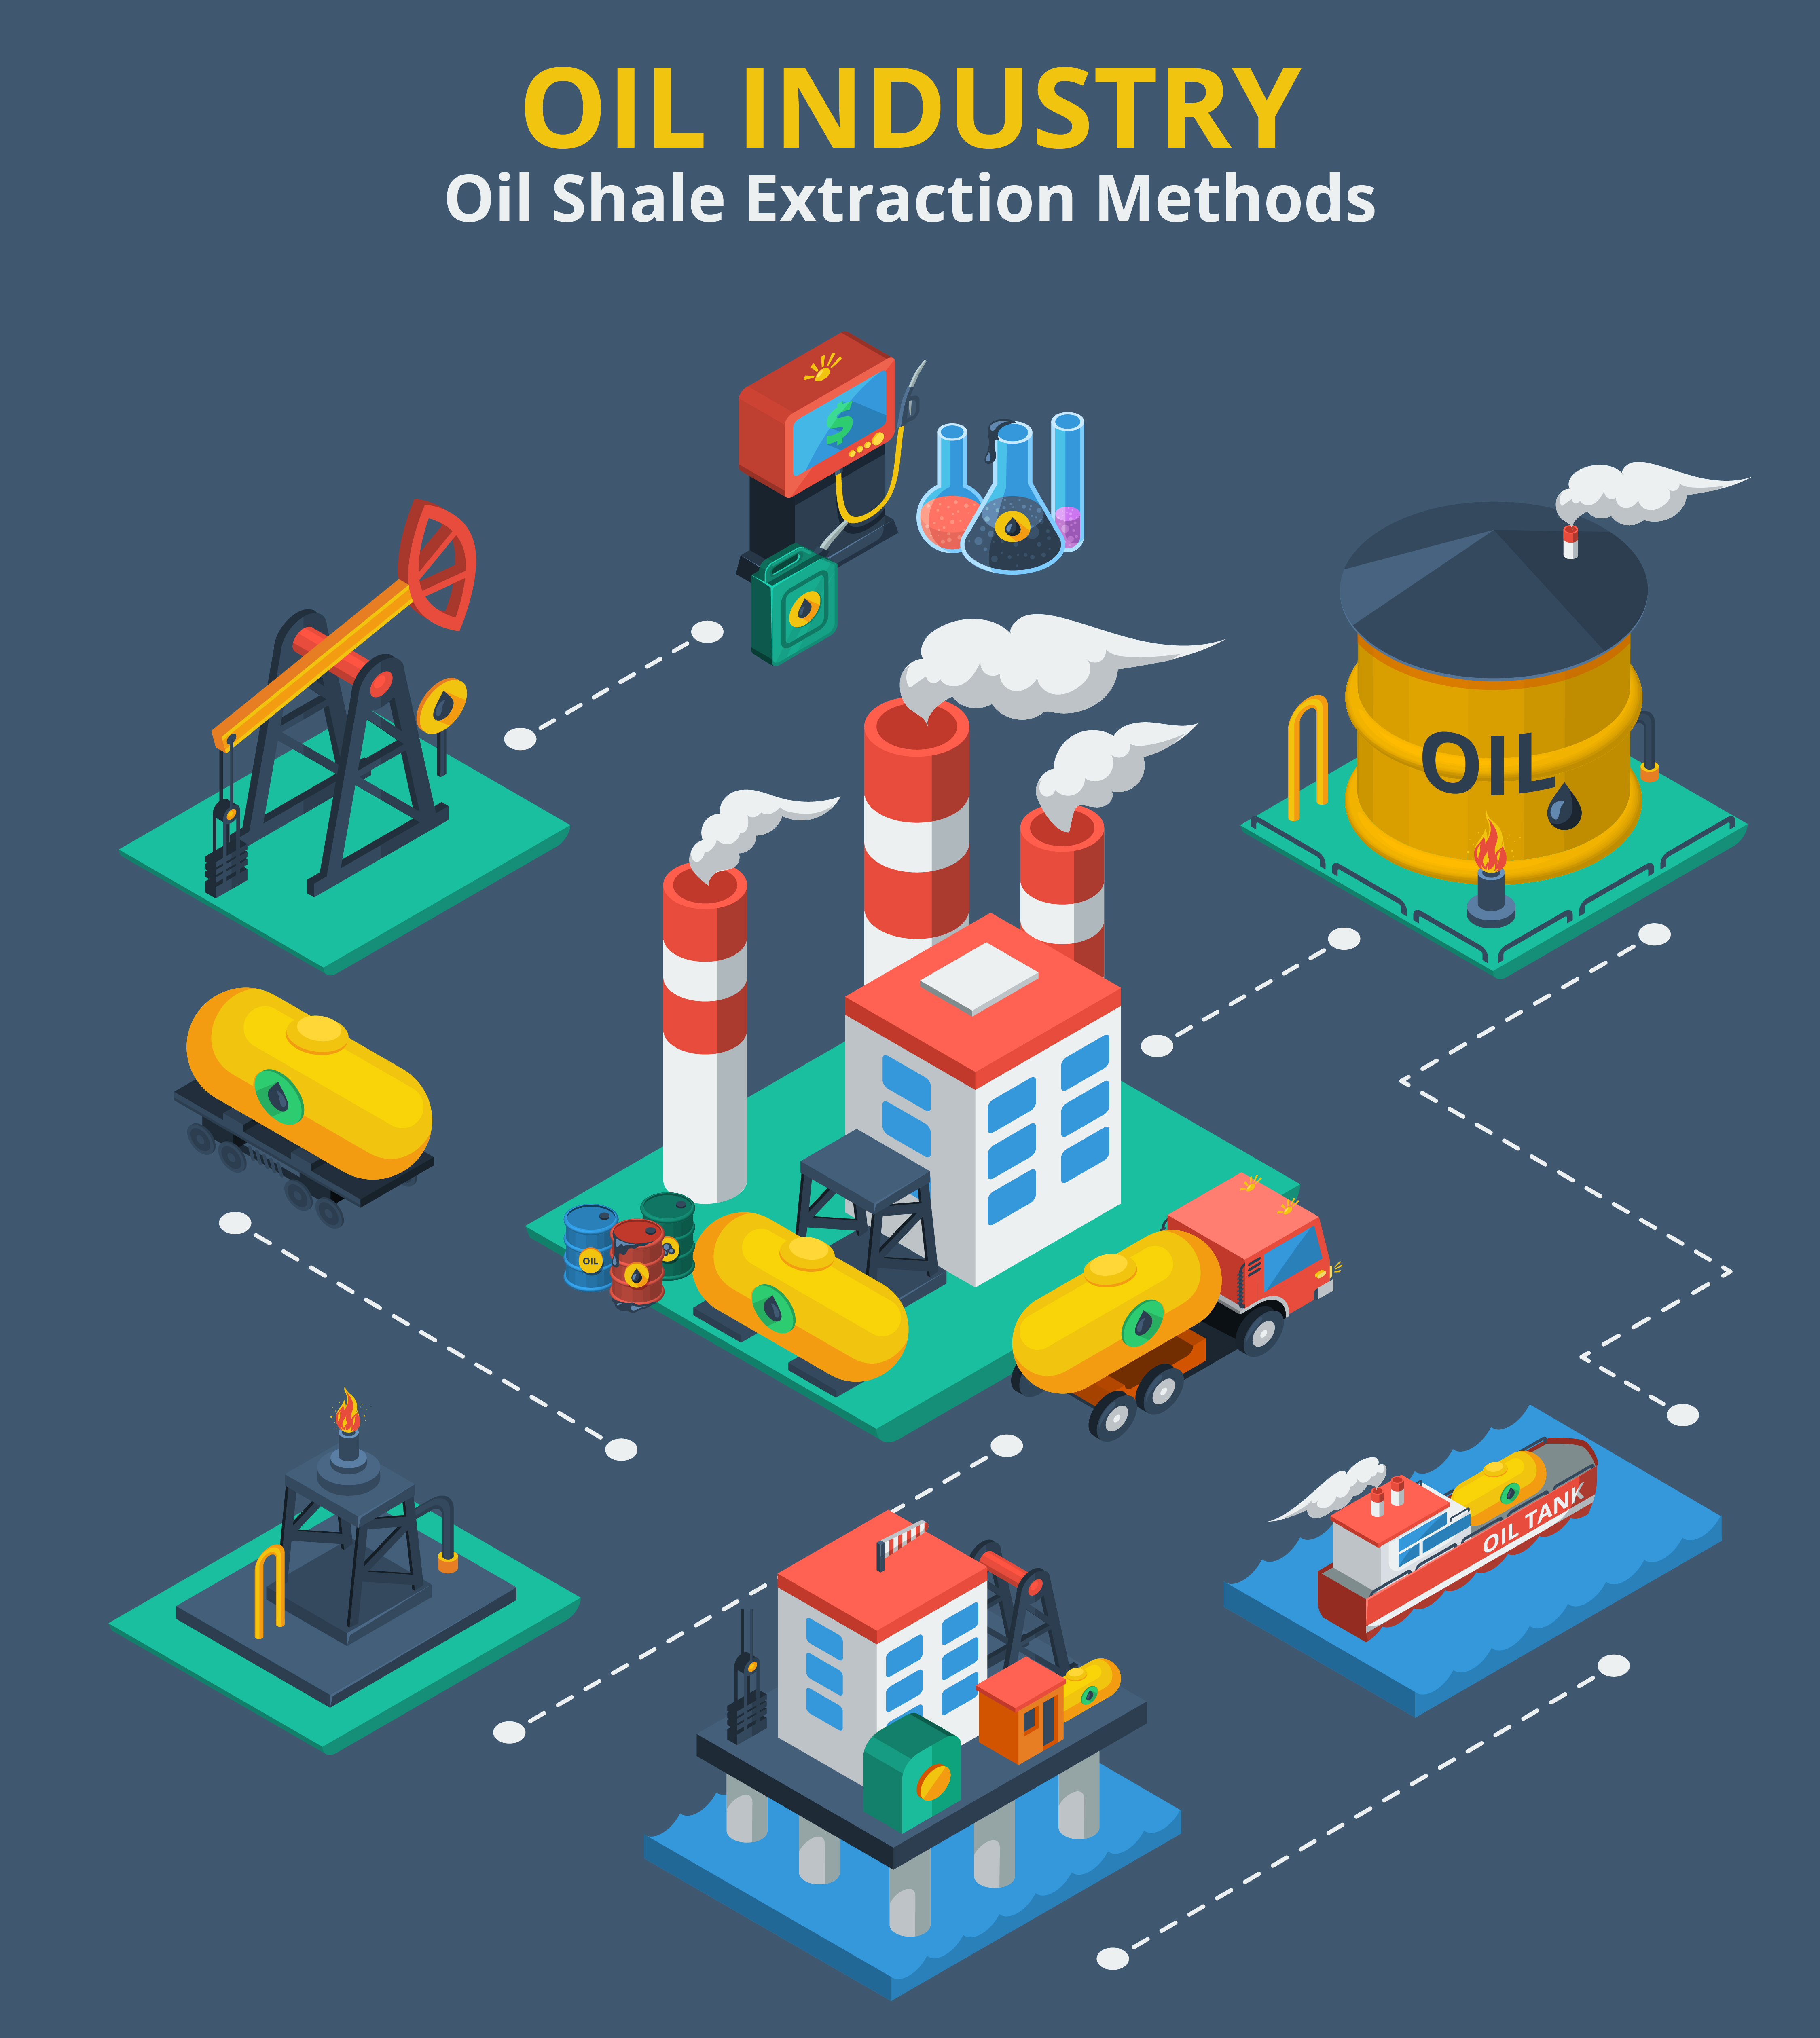 OIL INDUSTRY
Oil Shale Extraction Methods
$
OIL
OIL
OIL TANK